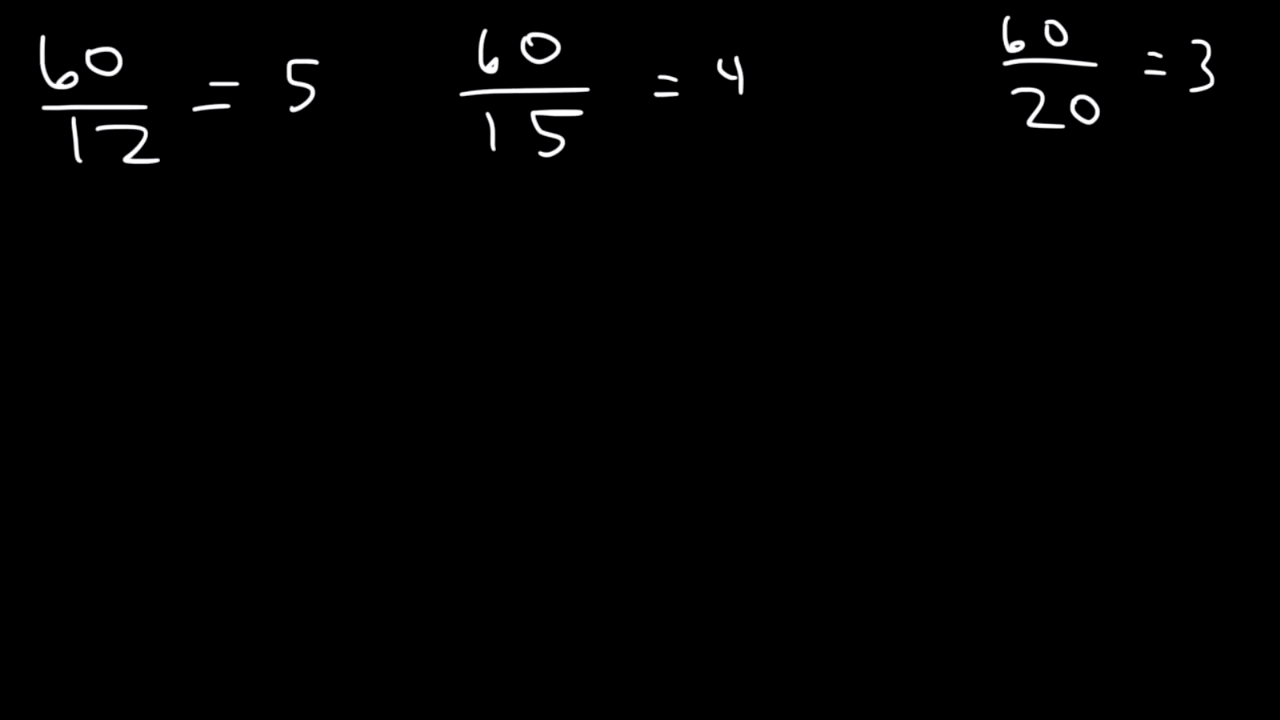 60/12 = 5
60/15 = 4
60/20 = 3